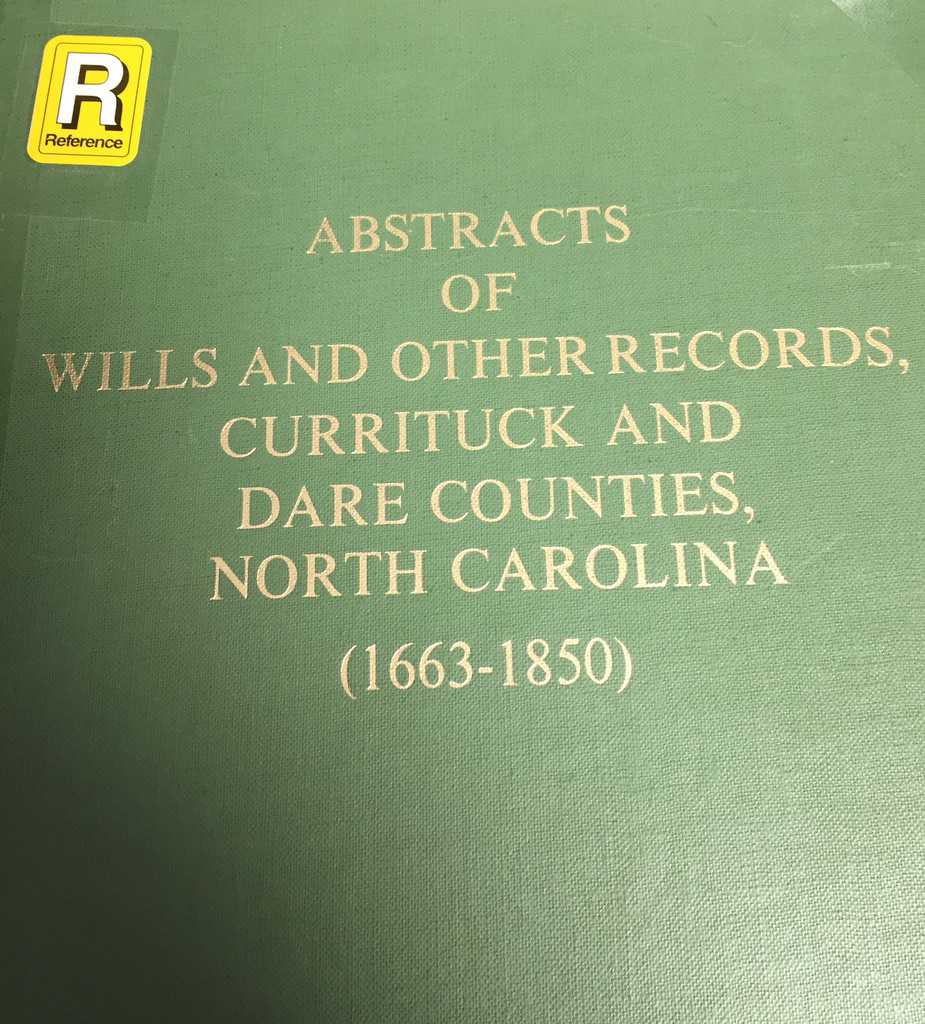 R
Reference
ABSTRACTS
OF
WILLS AND OTHER RECORDS,
CURRITUCK AND
DARE COUNTIES,
NORTH CAROLINA
(1663-1850)